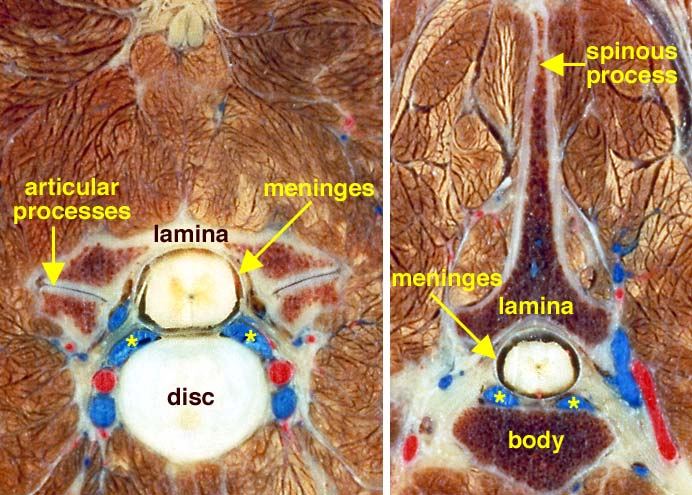 articular
processes
meninges
lamina
*
*
disc
spinous
process
meninges
lamina
*
*
body